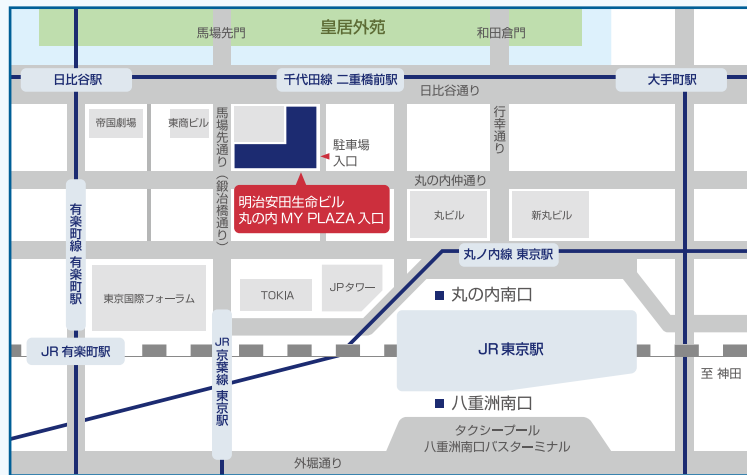 皇居外苑
馬場先門
和田倉門
日比谷駅
千代田線 二重橋前駅
大手町駅
日比谷通り
帝国劇場
東商ビル
馬場先通り（鍛冶橋通り）
駐車場
入口
行幸通り
丸の内仲通り
明治安田生命ビル
丸の内 MY PLAZA 入口
丸ビル
新丸ビル
有楽町線 有楽町駅
丸ノ内線 東京駅
東京国際フォーラム
TOKIA
JPタワー
丸の内南口
JR 有楽町駅
JR 京葉線 東京駅
JR 東京駅
至 神田
八重洲南口
タクシープール
八重洲南口バスターミナル
外堀通り